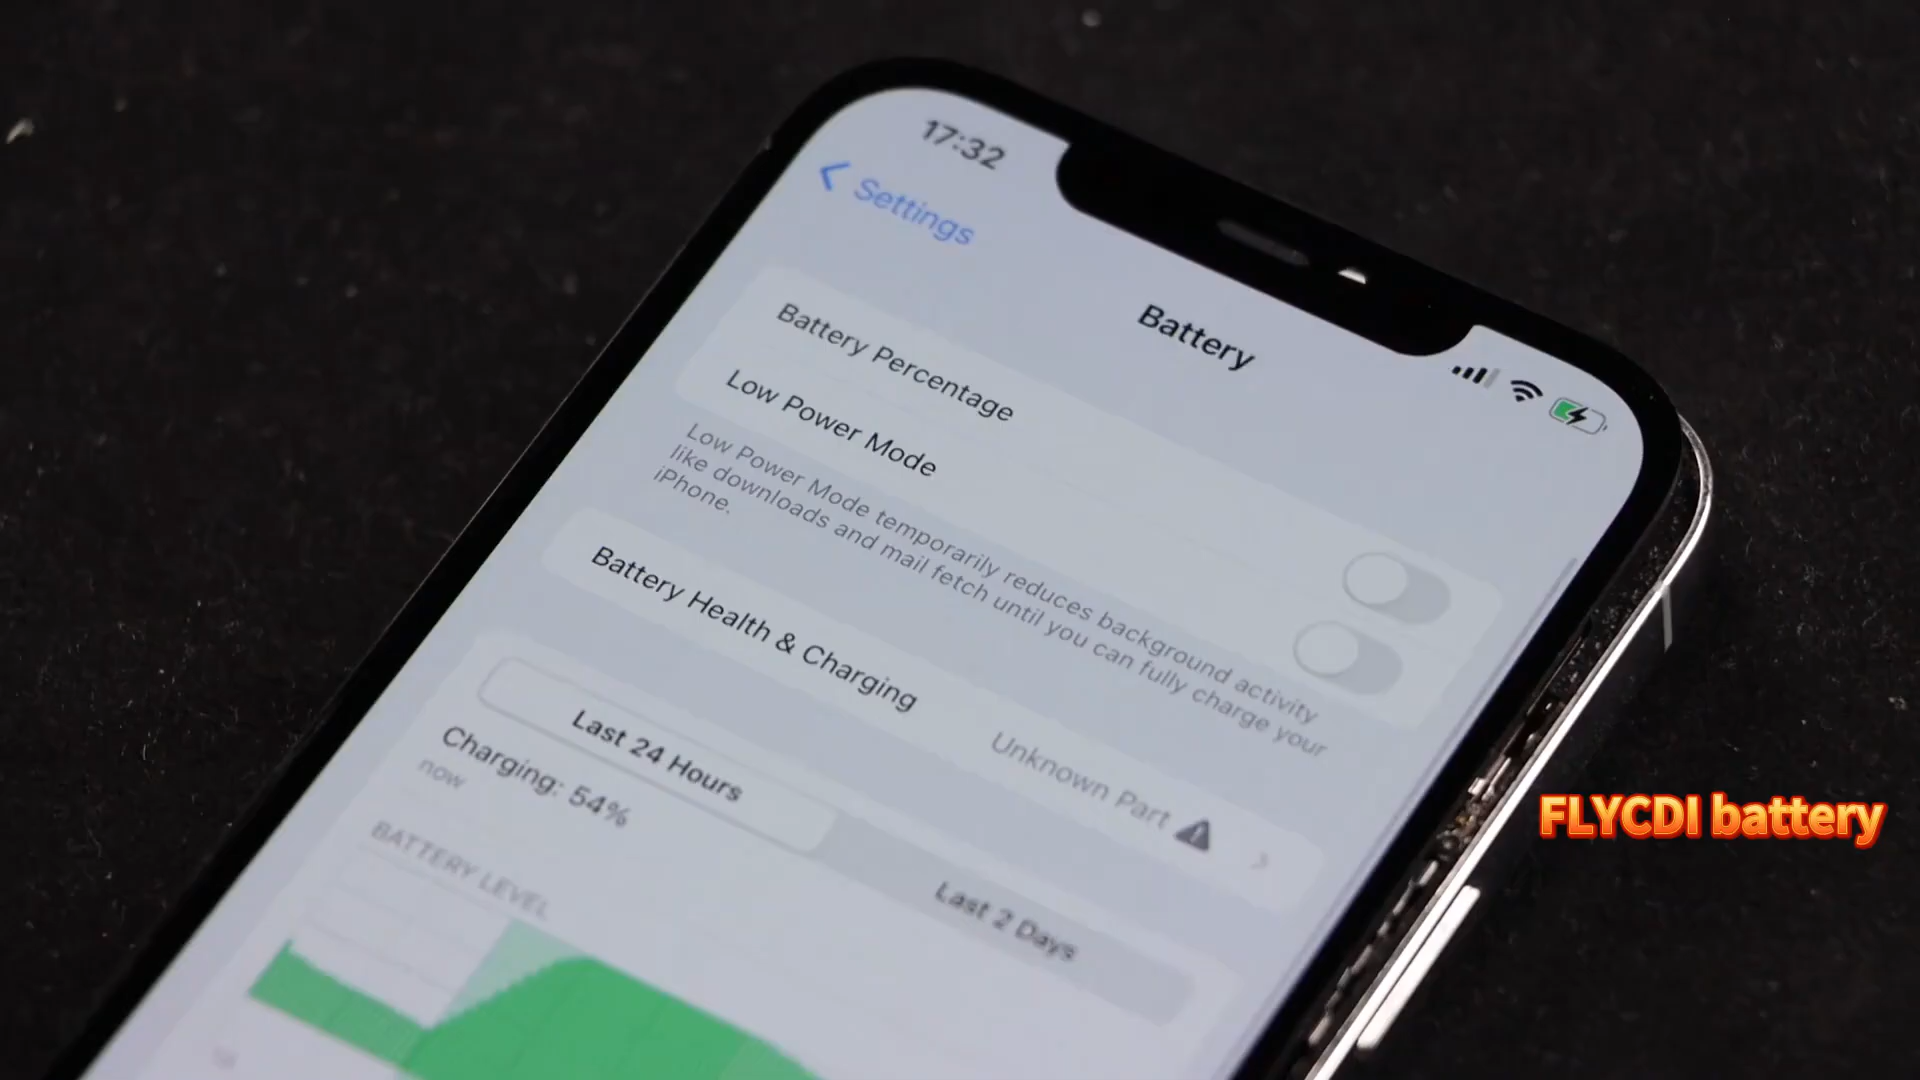 17:32
Settings
Battery
Battery Percentage
Low Power Mode
Low Power Mode temporarily reduces background activity
like downloads and mail fetch until you can fully charge your
iPhone.
Battery Health & Charging
Unknown Part
Last 24 Hours
Last 2 Days
Charging: 54%
now
BATTERY LEVEL
FLYCDI battery